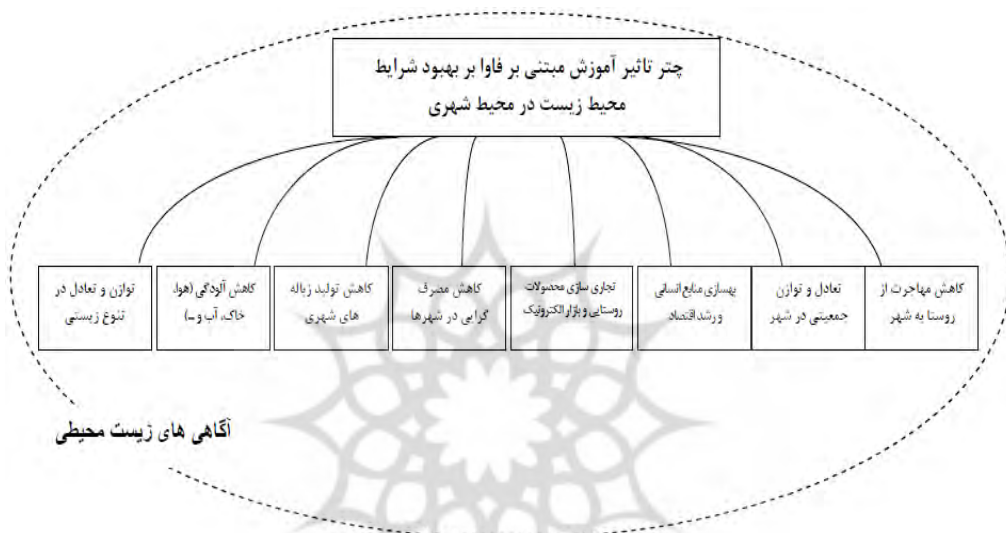 چتر تاثیر آموزش مبتنی بر فاوا بر بهبود شرایط
محیط زیست در محیط شهری
کاهش مهاجرت از
روستا به شهر
تعادل و توازن
جمعیتی در شهر
بهسازی منابع انسانی
و رشد اقتصاد
تجاری سازی محصولات
روستایی و بازار الکترونیک
کاهش مصرف
گرایی در شهرها
کاهش تولید زباله
های شهری
کاهش آلودگی (هوا،
خاک، آب و ...)
توازن و تعادل در
تنوع زیستی
آگاهی های زیست محیطی